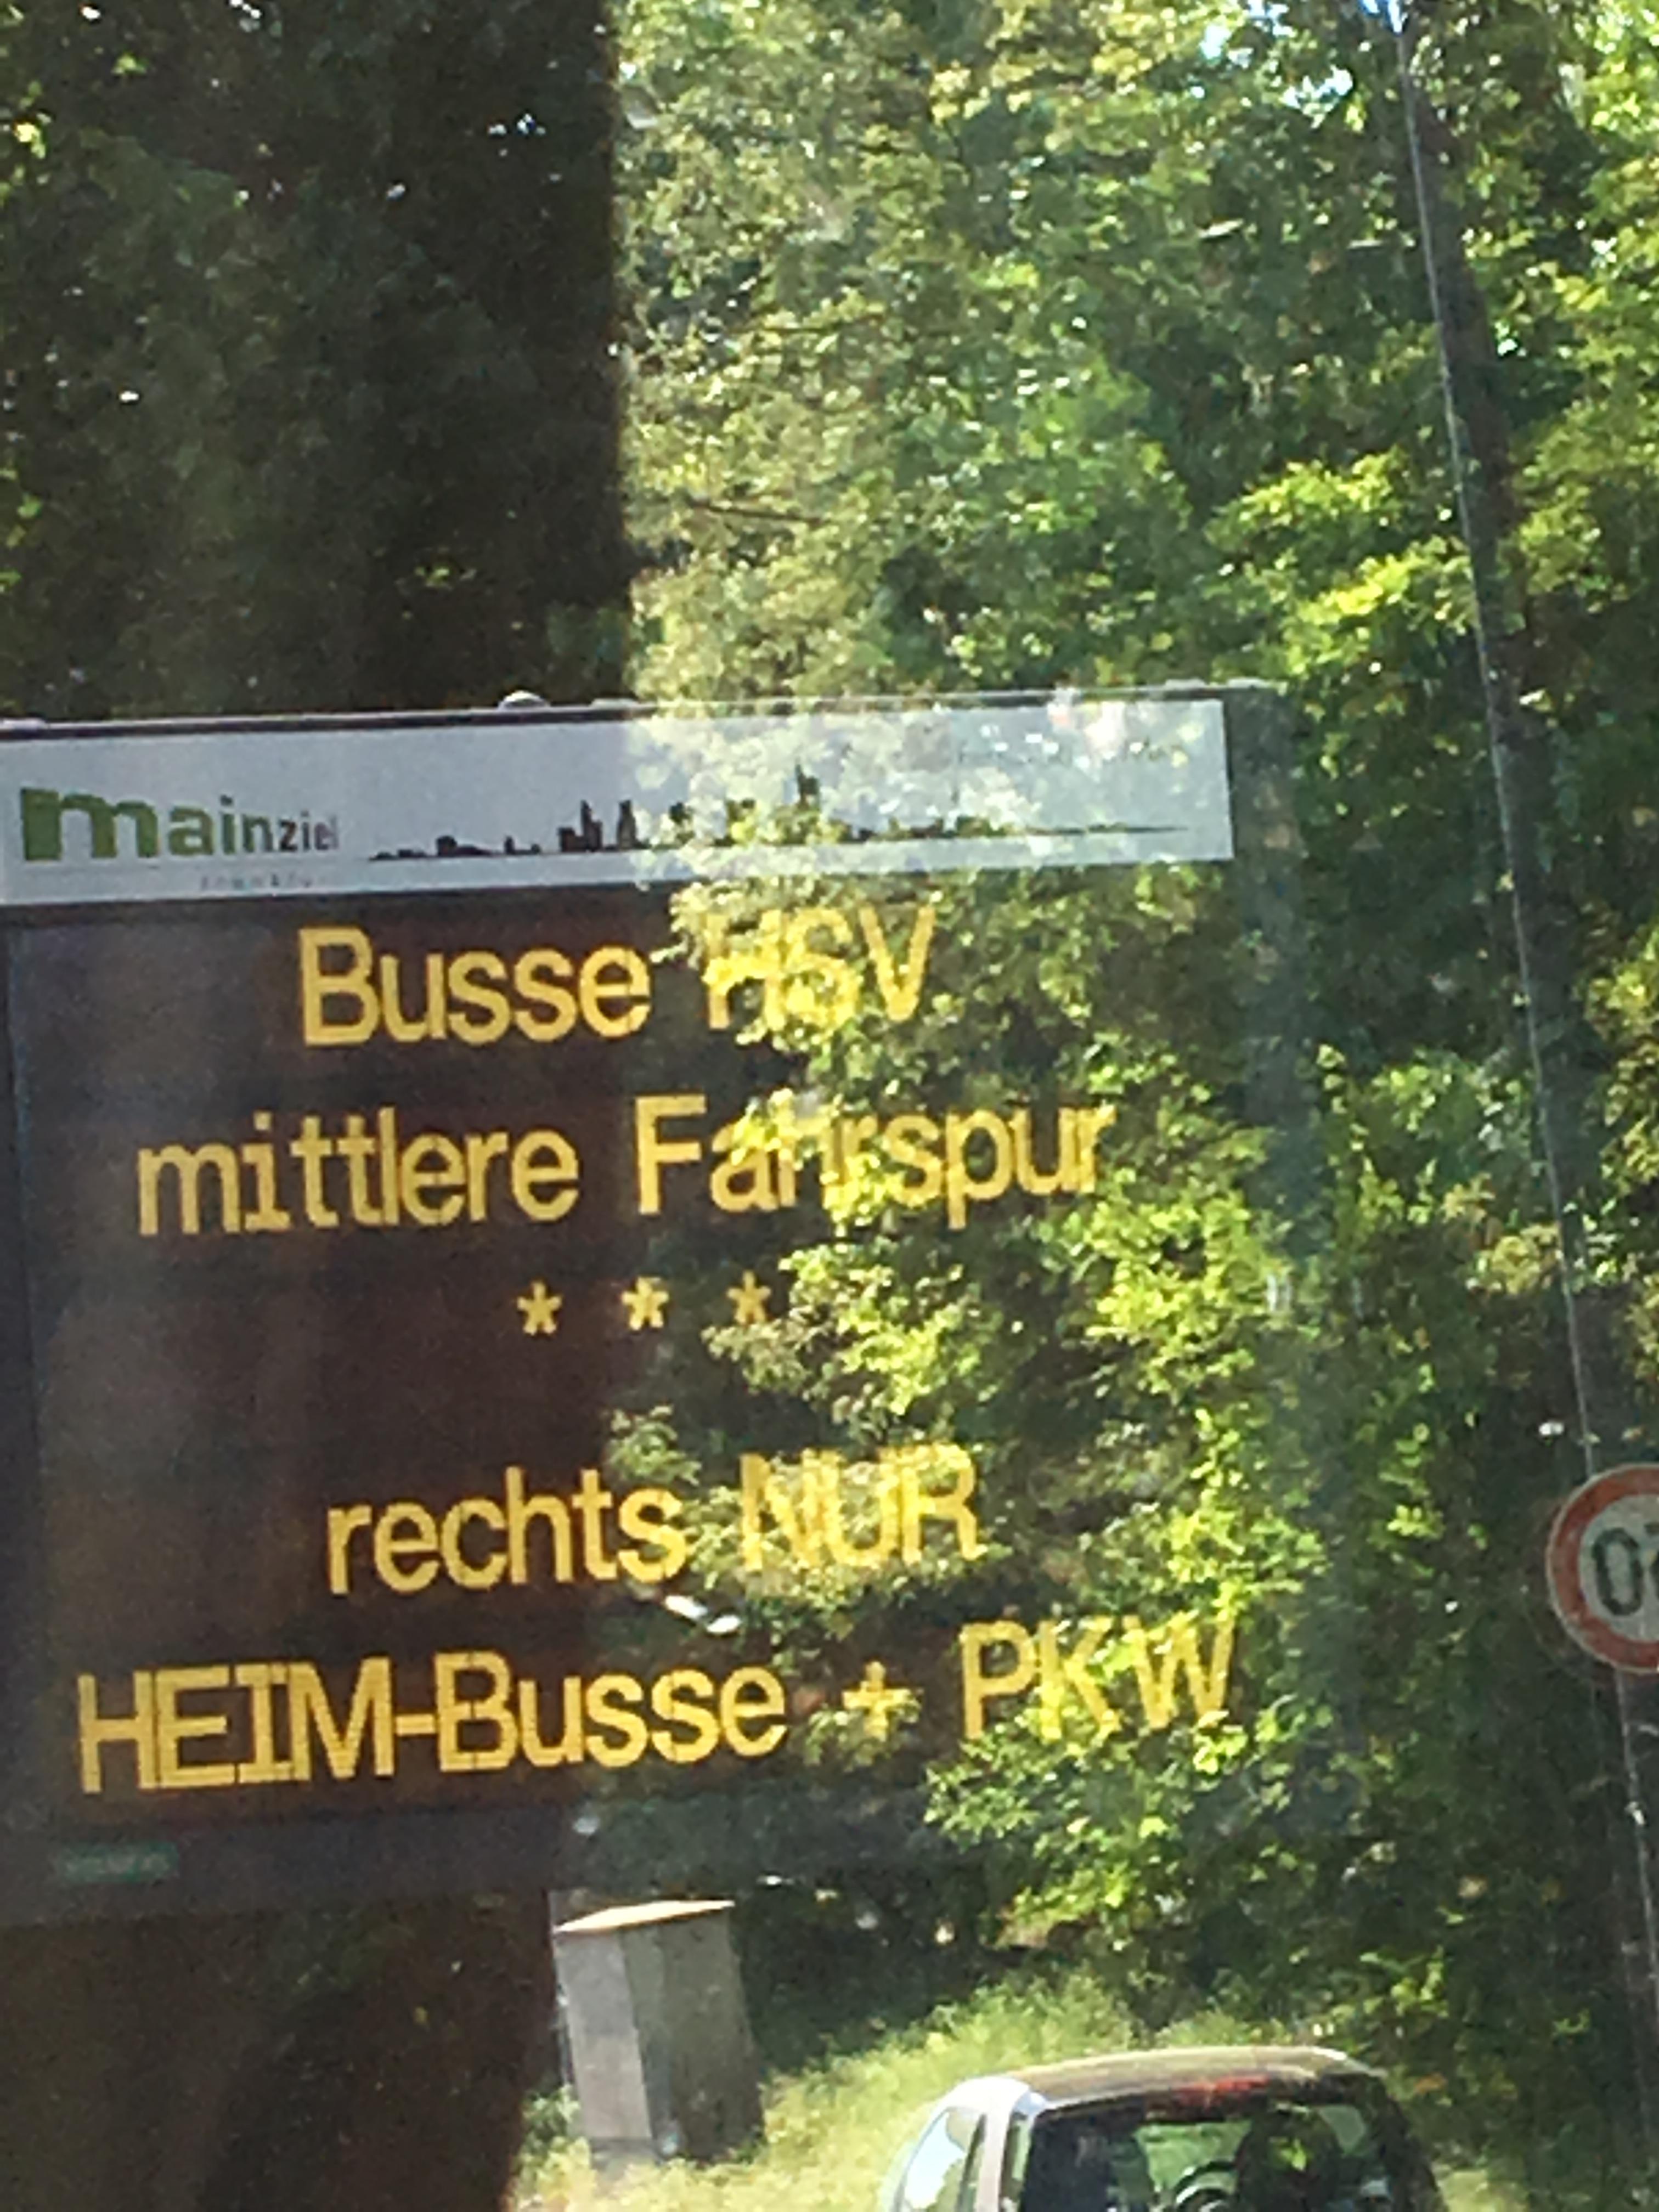 mainziel
Busse HSV
mittlere Fahrspur
* * *
rechts NUR
HEIM-Busse + PKW